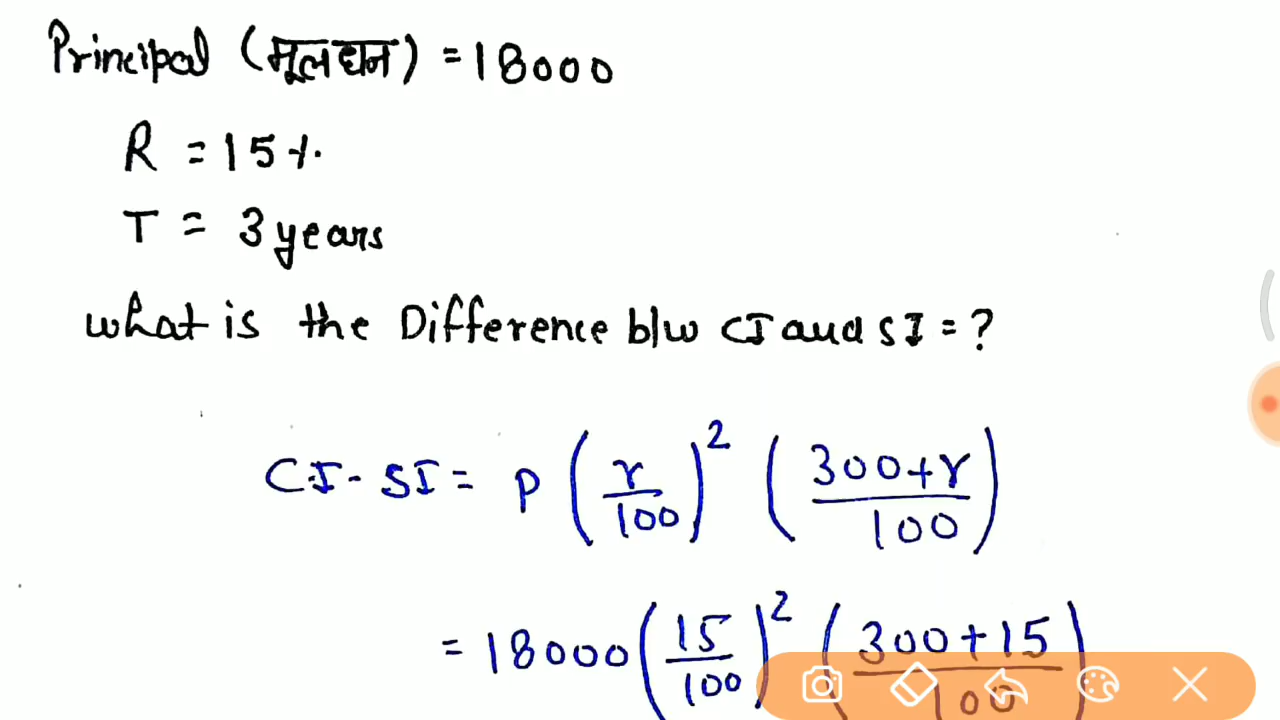 Principal (मूलधन) = 18000
R = 15%
T = 3 years
what is the Difference b/w CI and SI = ?
C.I - SI = P (r/100)^2 (300+r/100)
= 18000 (15/100)^2 (300+15/100)